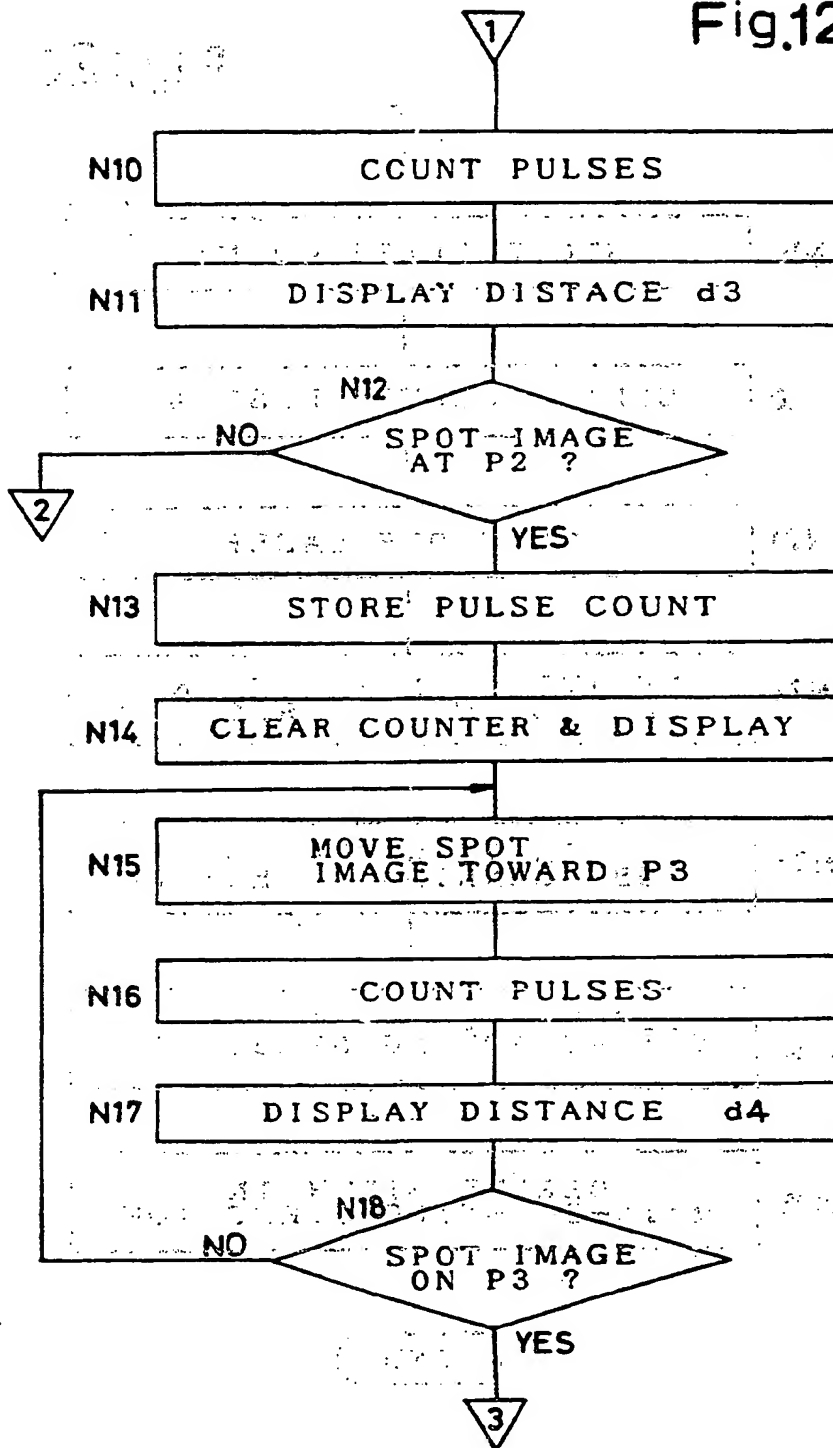 Fig.12
1
N10
CCUNT PULSES
N11
DISPLAY DISTACE d3
N12
NO
SPOT IMAGE
AT P2 ?
2
YES
N13
STORE PULSE COUNT
N14
CLEAR COUNTER & DISPLAY
N15
MOVE SPOT
IMAGE TOWARD P3
N16
COUNT PULSES
N17
DISPLAY DISTANCE d4
N18
NO
SPOT IMAGE
ON P3 ?
YES
3